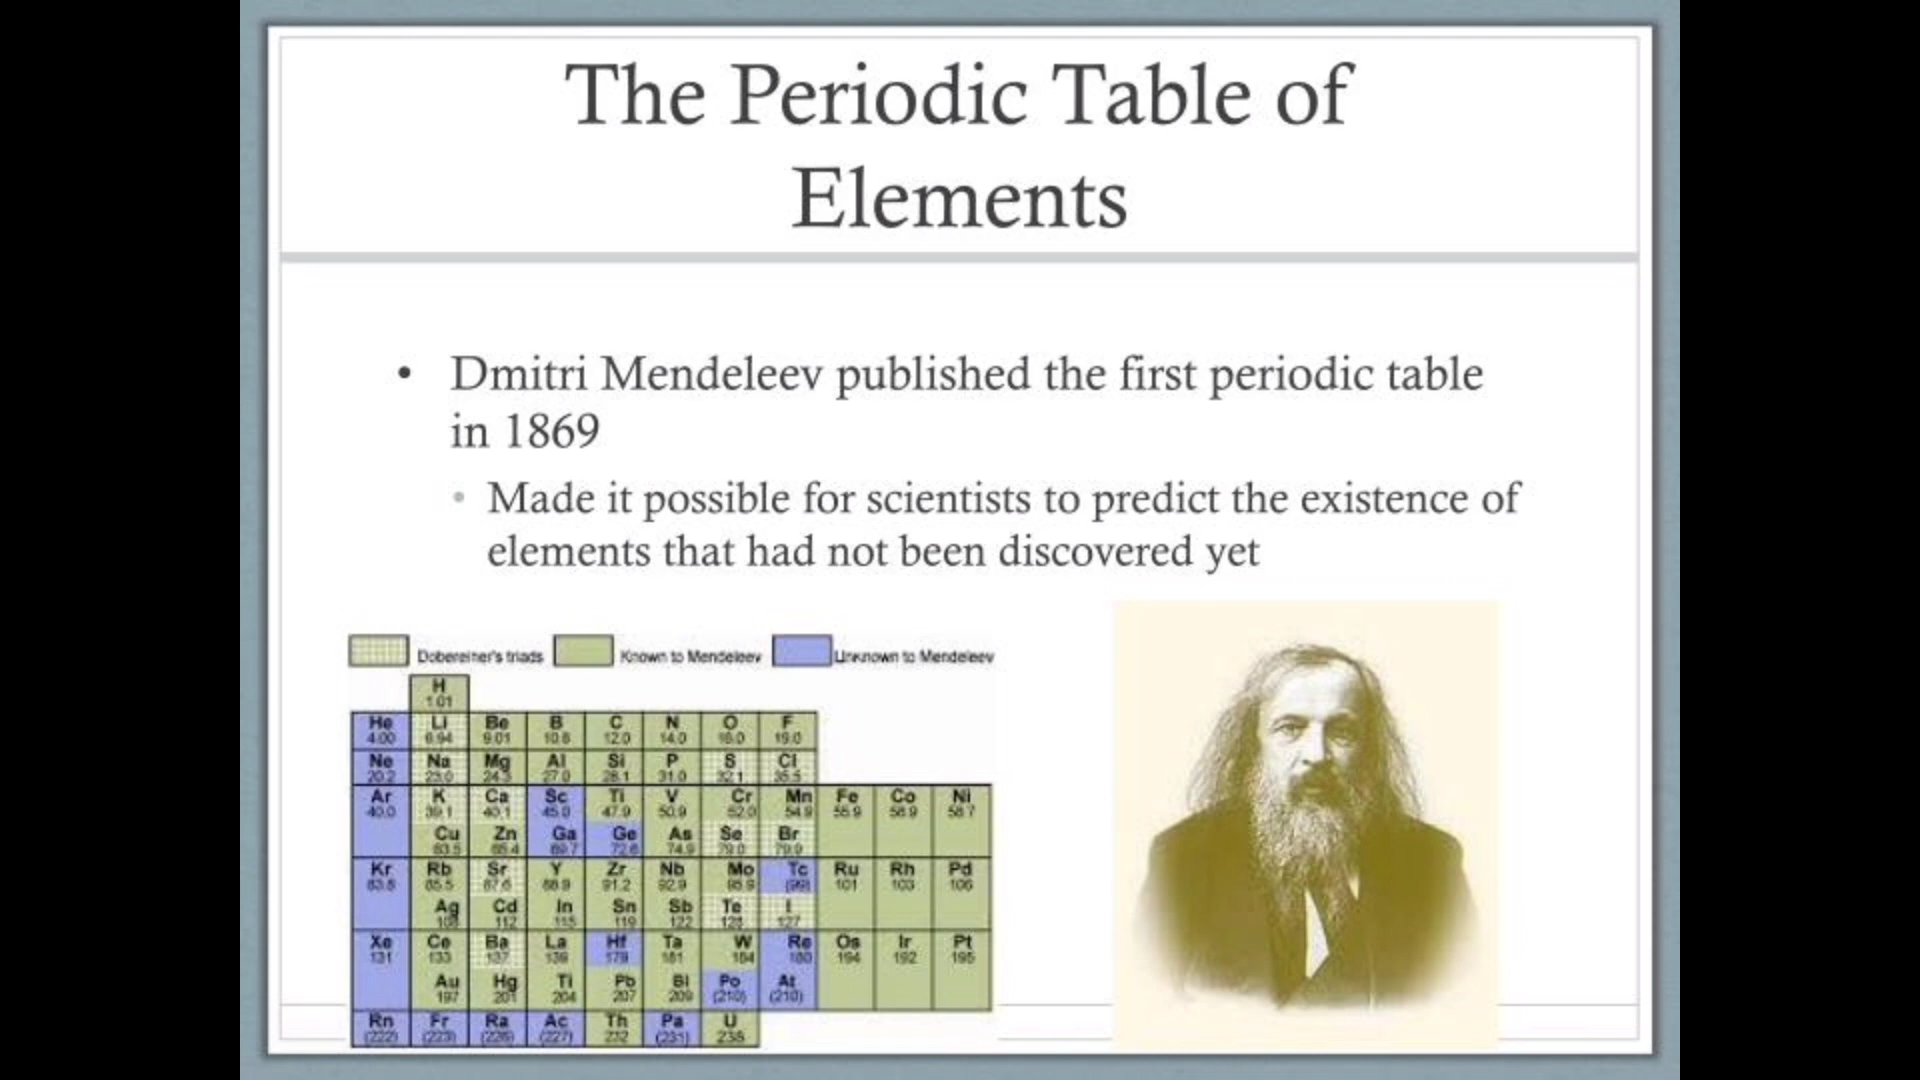 The Periodic Table of
Elements
• Dmitri Mendeleev published the first periodic table
in 1869
• Made it possible for scientists to predict the existence of
elements that had not been discovered yet
Dobereiner's triads Known to Mendeleev Unknown to Mendeleev
H
1.01
He Li Be B C N O F
4.00 6.94 9.01 10.8 12.0 14.0 16.0 19.0
Ne Na Mg Al Si P S Cl
20.2 23.0 24.3 27.0 28.1 31.0 32.1 35.5
Ar K Ca Sc Ti V Cr Mn Fe Co Ni
40.0 39.1 40.1 45.0 47.9 50.9 52.0 54.9 55.9 58.9 58.7
Cu Zn Ga Ge As Se Br
63.5 65.4 69.7 72.6 74.9 79.0 79.9
Kr Rb Sr Y Zr Nb Mo Tc Ru Rh Pd
83.8 85.5 87.6 88.9 91.2 92.9 95.9 (99) 101 103 106
Ag Cd In Sn Sb Te I
108 112 115 119 122 128 127
Xe Ce Ba La Hf Ta W Re Os Ir Pt
131 133 137 139 179 181 184 180 194 192 195
Au Hg Ti Pb Bi Po At
197 201 204 207 209 (210) (210)
Rn Fr Ra Ac Th Pa U
(222) (223) (226) (227) 232 (231) 238